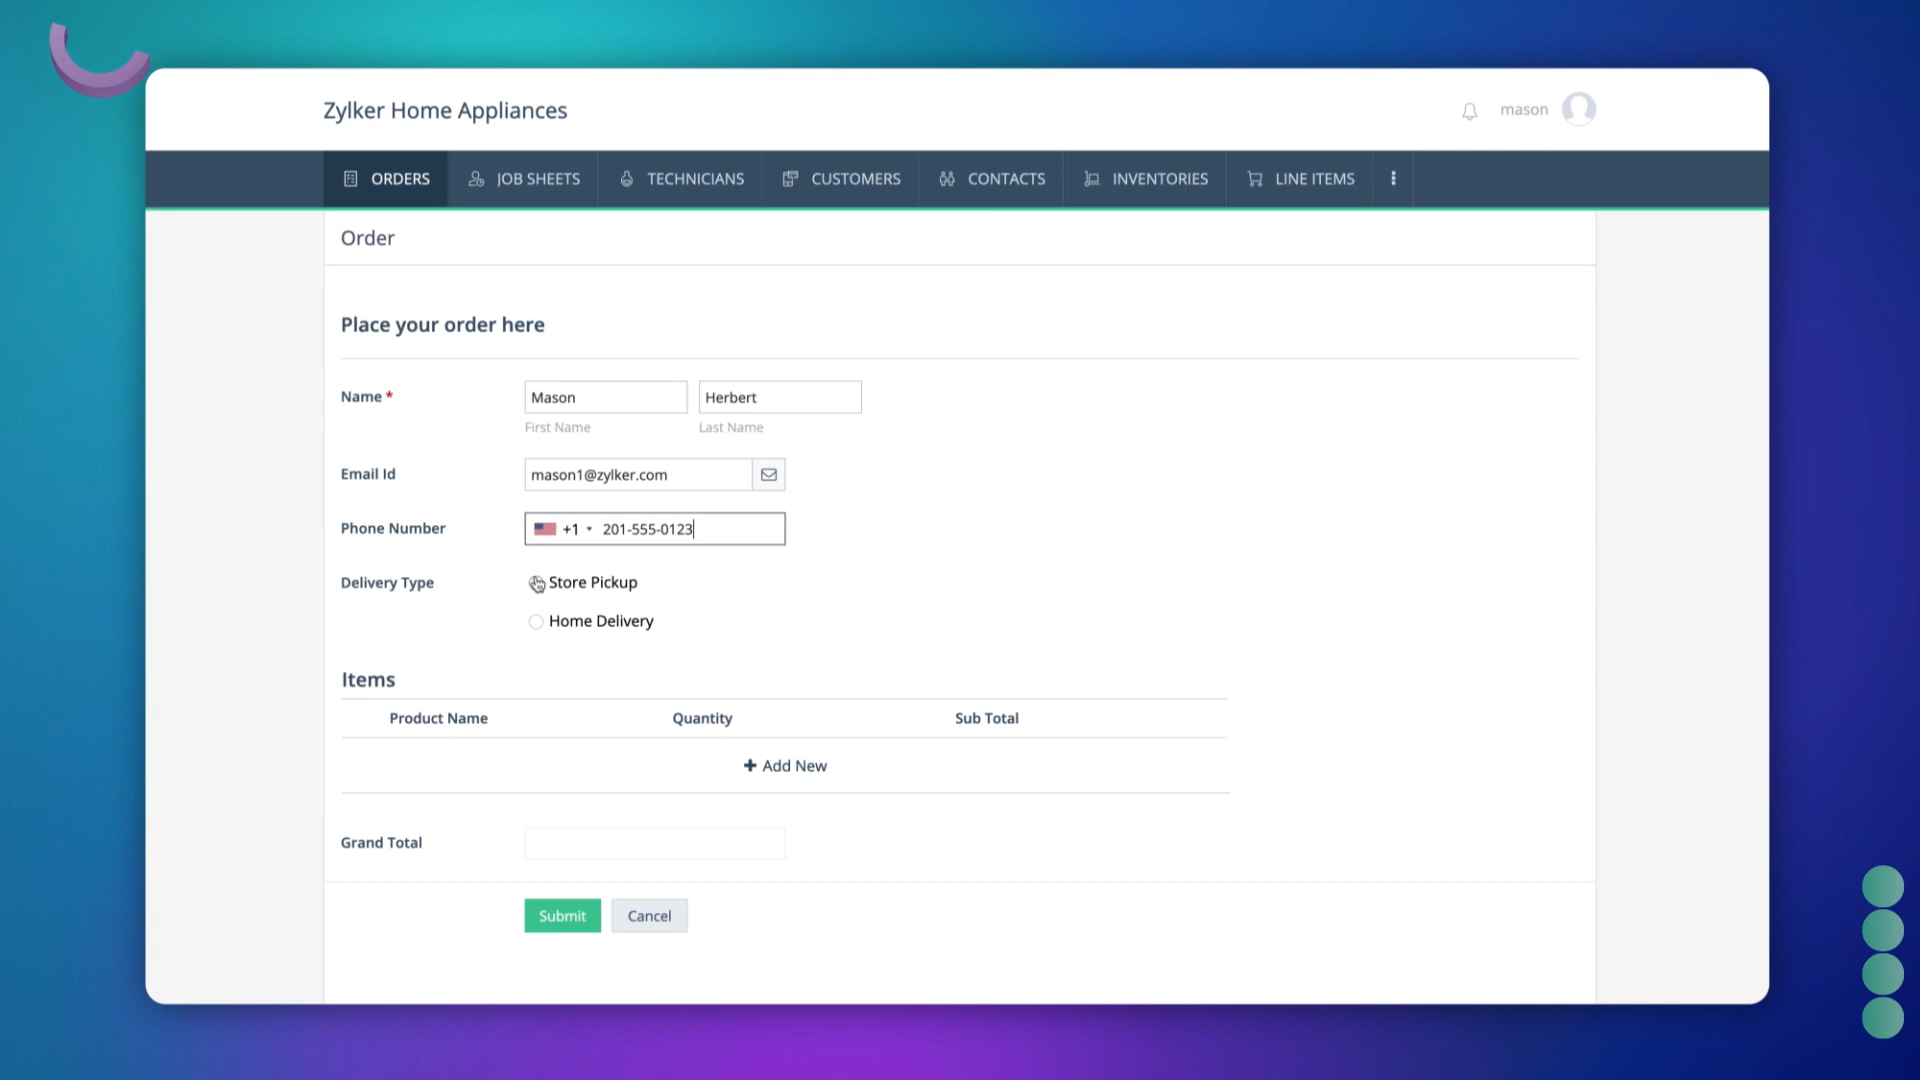 Zylker Home Appliances
mason
ORDERS JOB SHEETS TECHNICIANS CUSTOMERS CONTACTS INVENTORIES LINE ITEMS
Order
Place your order here
Name * Mason Herbert
First Name Last Name
Email Id mason1@zylker.com
Phone Number +1 201-555-0123
Delivery Type Store Pickup
Home Delivery
Items
Product Name Quantity Sub Total
+ Add New
Grand Total
Submit Cancel